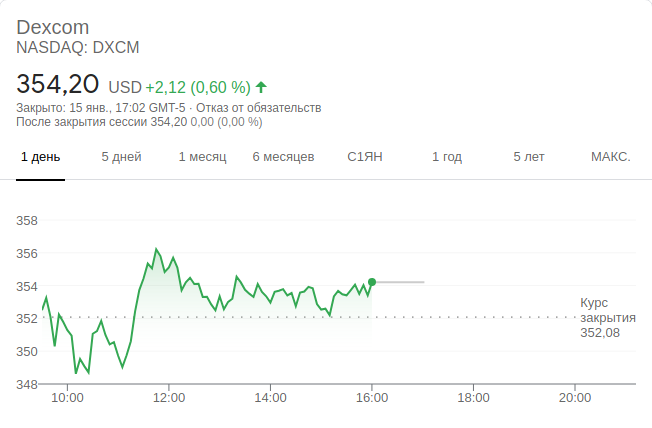 Dexcom
NASDAQ: DXCM
354,20 USD +2,12 (0,60 %)
Закрыто: 15 янв., 17:02 GMT-5 · Отказ от обязательств
После закрытия сессии 354,20 0,00 (0,00 %)
1 день 5 дней 1 месяц 6 месяцев С1ЯН 1 год 5 лет МАКС.
358
356
354
352
350
348
Курс
закрытия
352,08
10:00 12:00 14:00 16:00 18:00 20:00